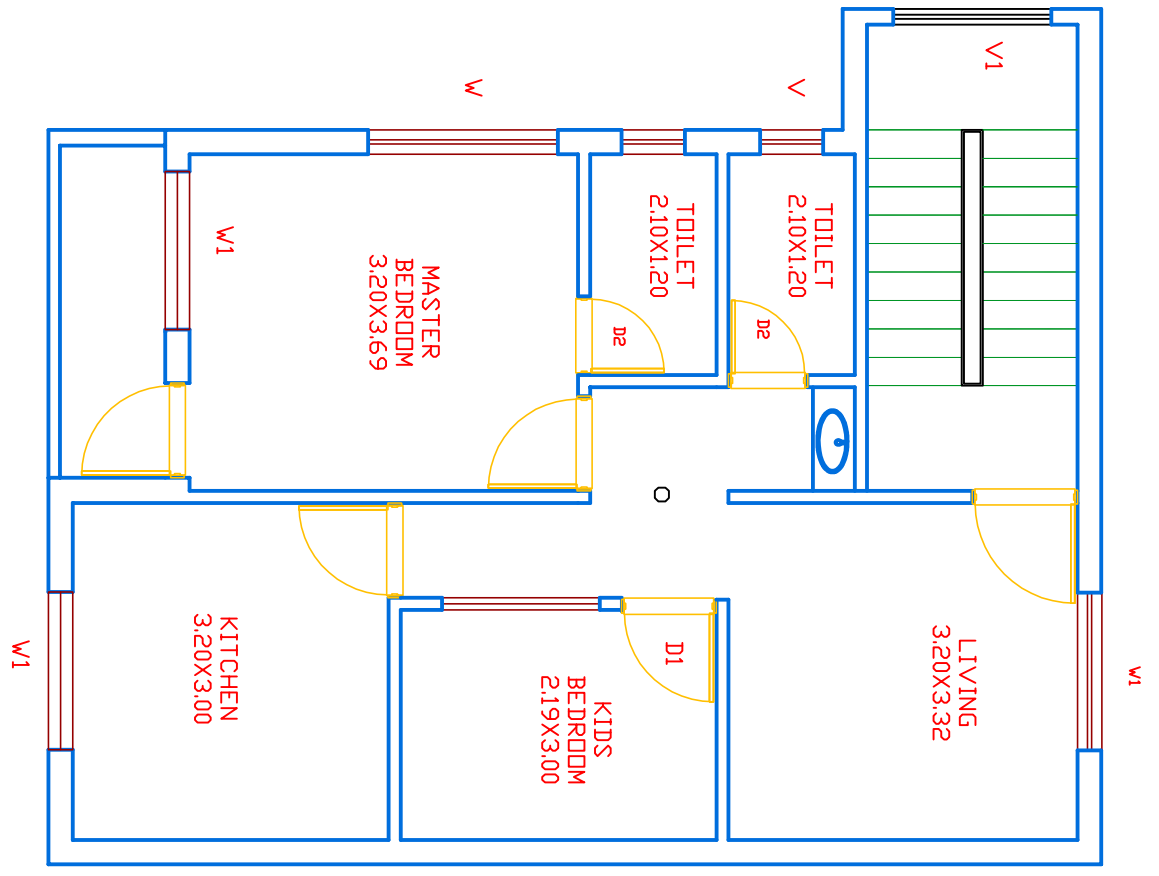 V1
W
V
TOILET
2.10X1.20
TOILET
2.10X1.20
W1
MASTER
BEDROOM
3.20X3.69
D2
D2
KITCHEN
3.20X3.00
W1
D1
KIDS
BEDROOM
2.19X3.00
LIVING
3.20X3.32
W1